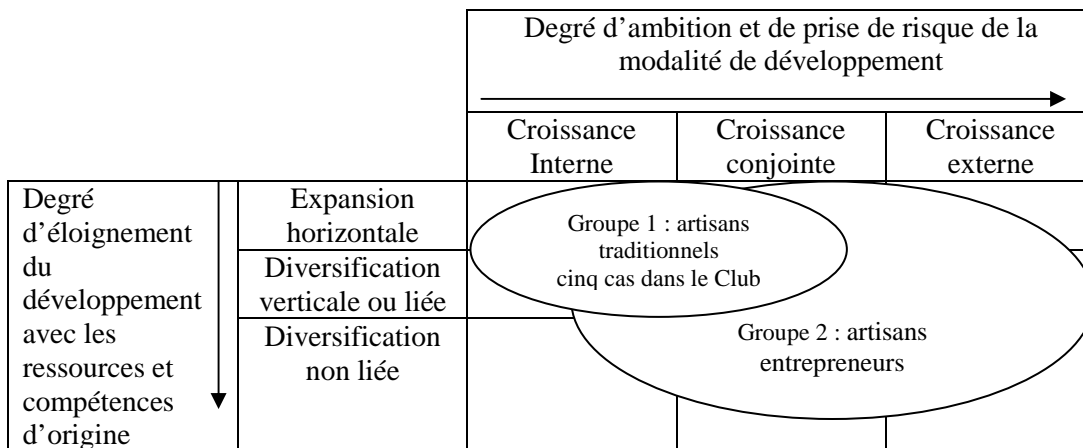 Degré d’ambition et de prise de risque de la
modalité de développement
Croissance
Interne
Croissance
conjointe
Croissance
externe
Degré
d’éloignement
du
développement
avec les
ressources et
compétences
d’origine
Expansion
horizontale
Diversification
verticale ou liée
Diversification
non liée
Groupe 1 : artisans
traditionnels
cinq cas dans le Club
Groupe 2 : artisans
entrepreneurs